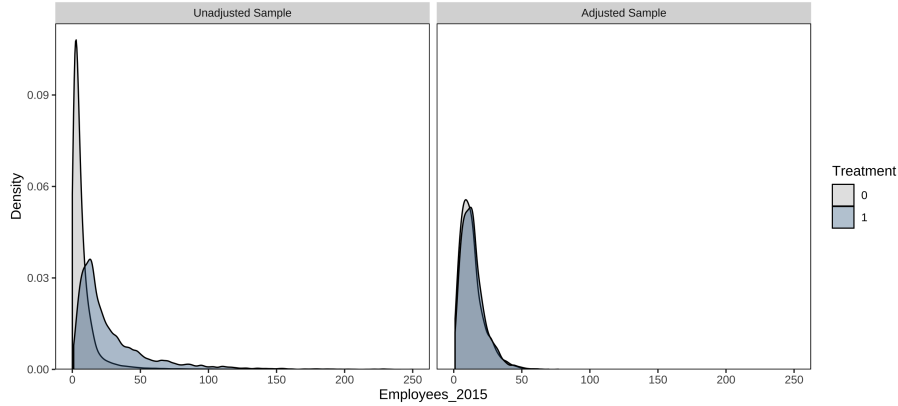 Unadjusted Sample
Adjusted Sample
Density
0.09
0.06
0.03
0.00
0 50 100 150 200 250
0 50 100 150 200 250
Employees_2015
Treatment
0
1